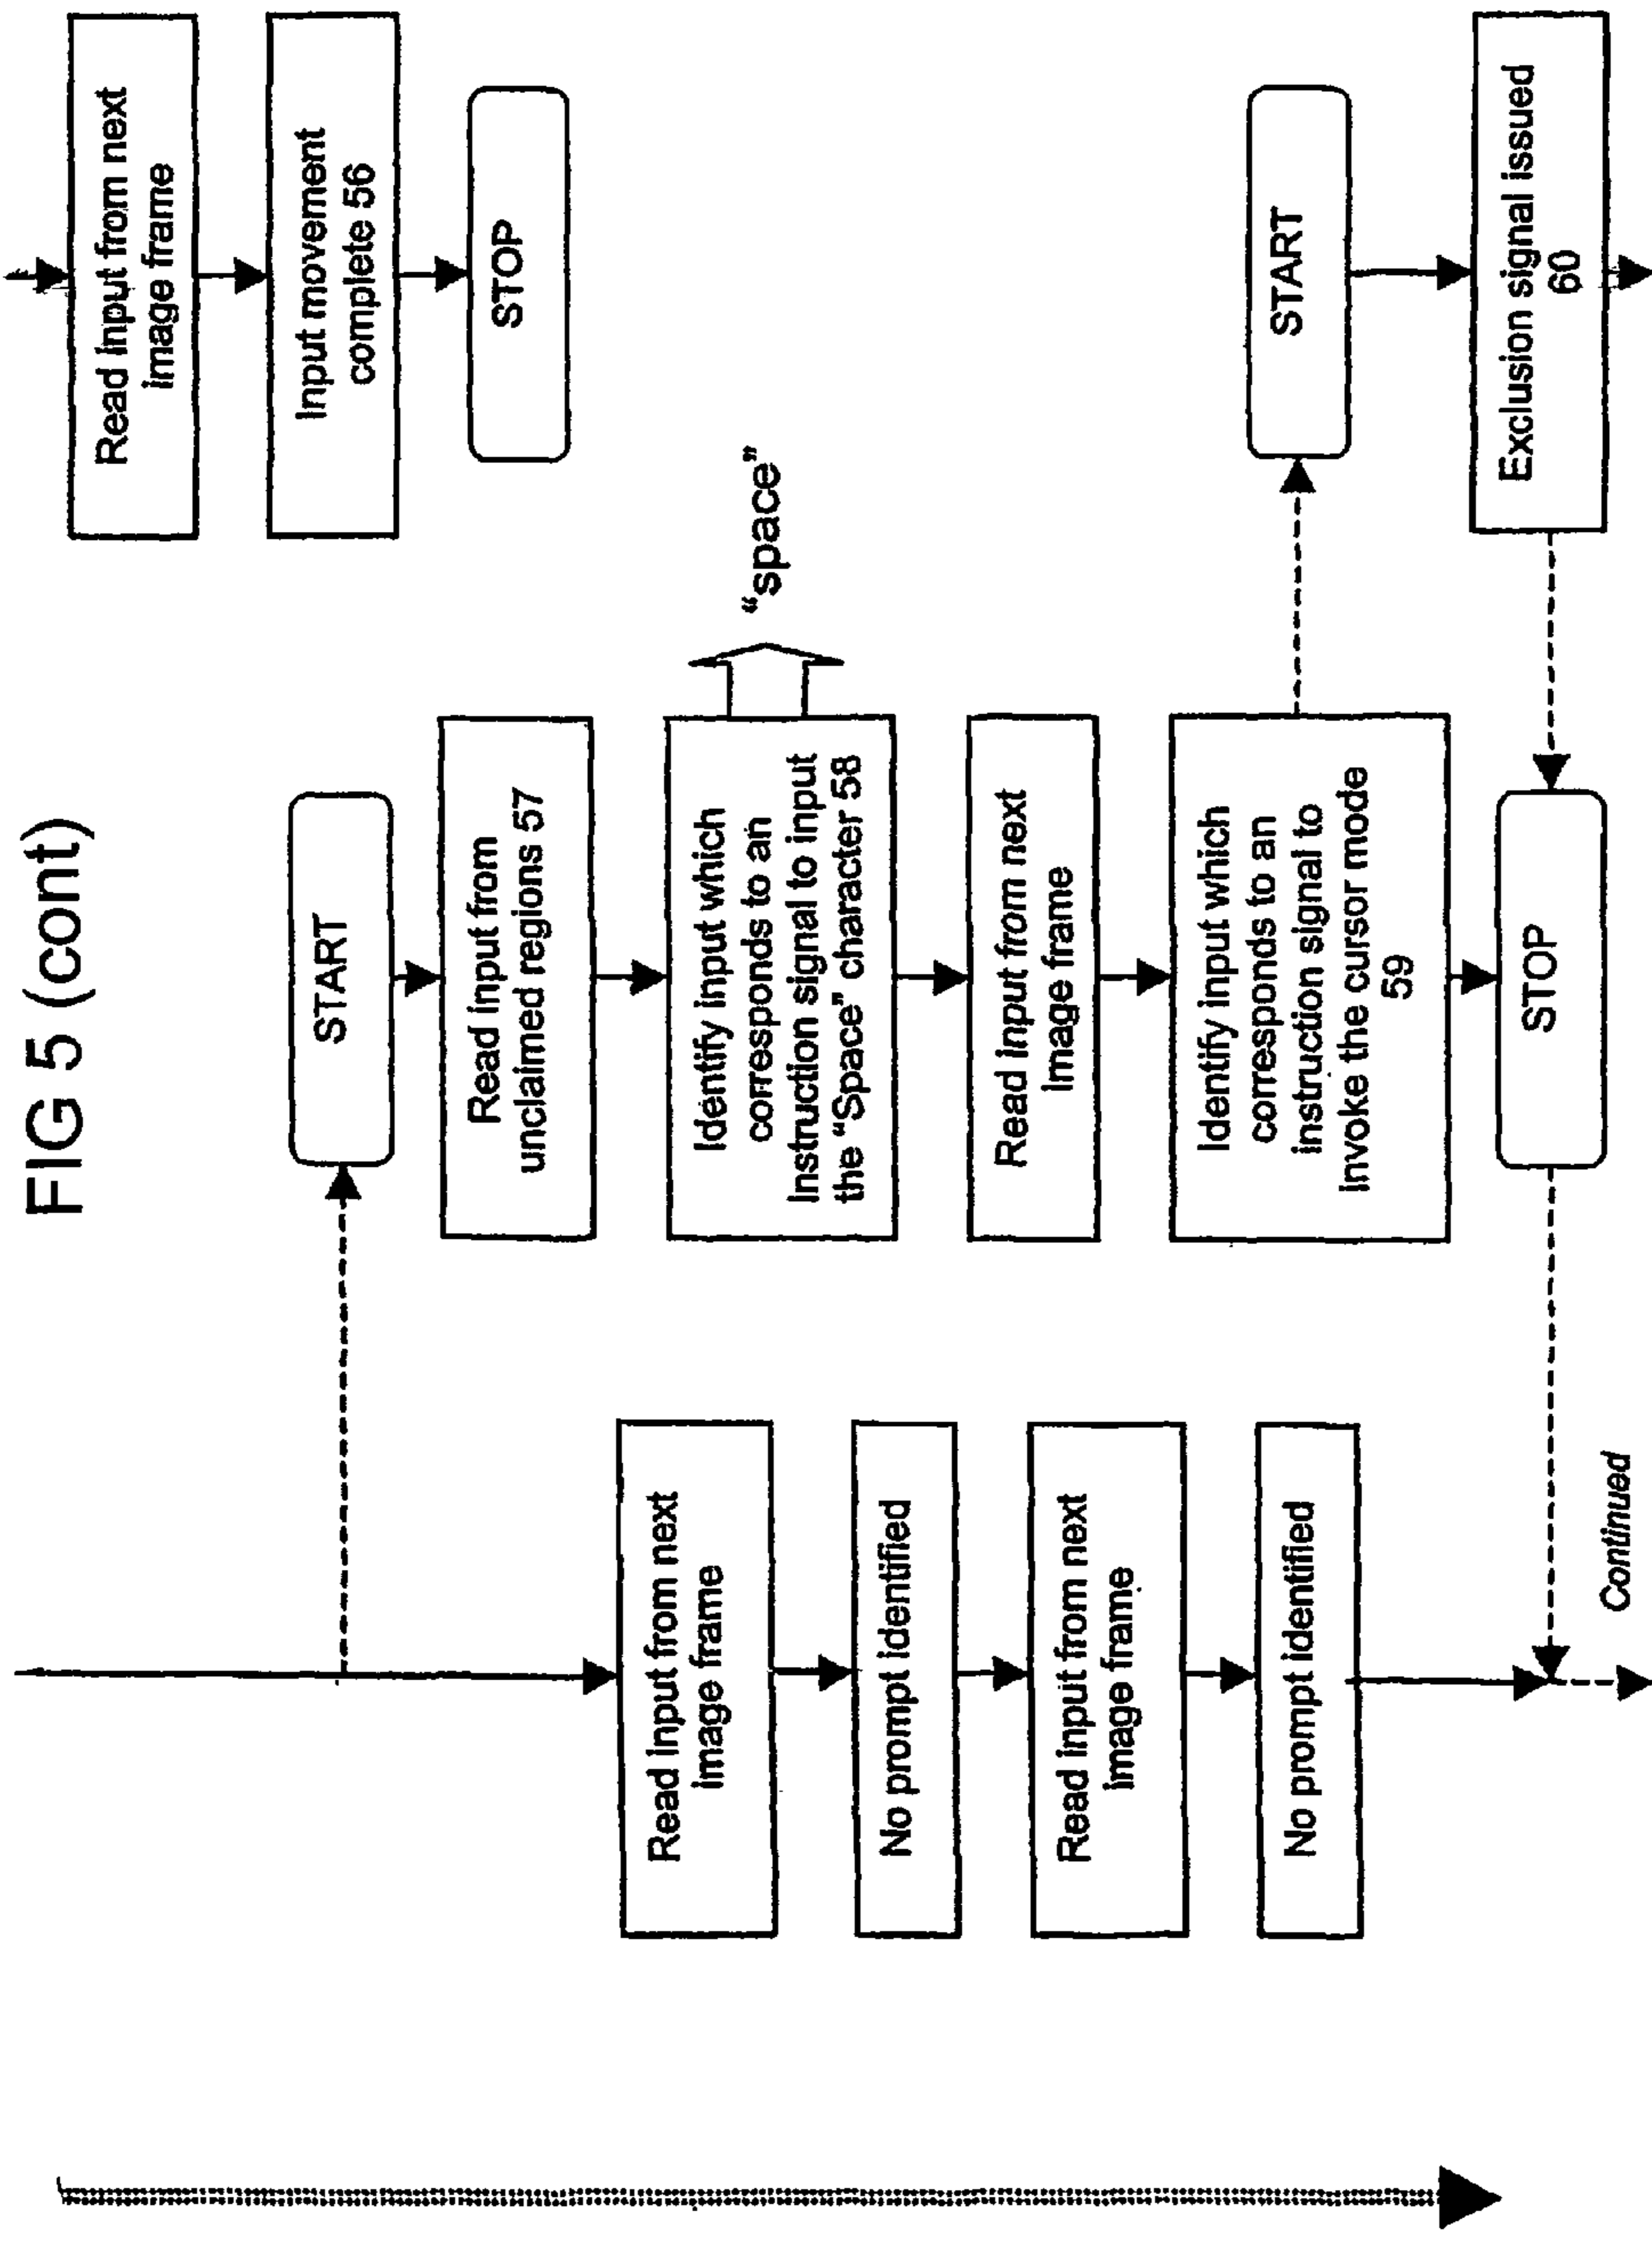 FIG 5 (cont)
Read input from next
image frame
No prompt identified
Read input from next
image frame
No prompt identified
Continued
START
Read input from
unclaimed regions 57
Identify input which
corresponds to an
instruction signal to input
the "Space" character 58
"space"
Read input from next
image frame
Identify input which
corresponds to an
instruction signal to
invoke the cursor mode
59
STOP
Read input from next
image frame
Input movement
complete 56
STOP
START
Exclusion signal issued
60